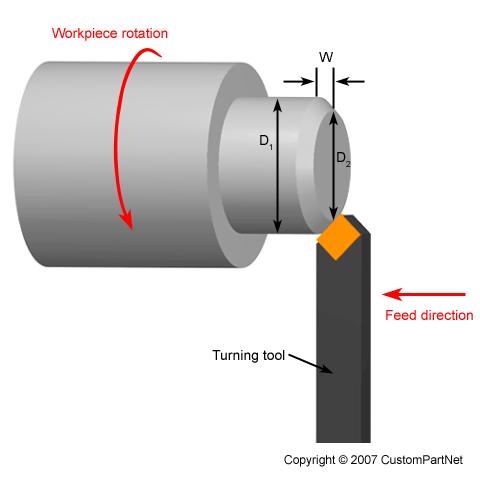 Workpiece rotation
W
D1
D2
Feed direction
Turning tool
Copyright © 2007 CustomPartNet